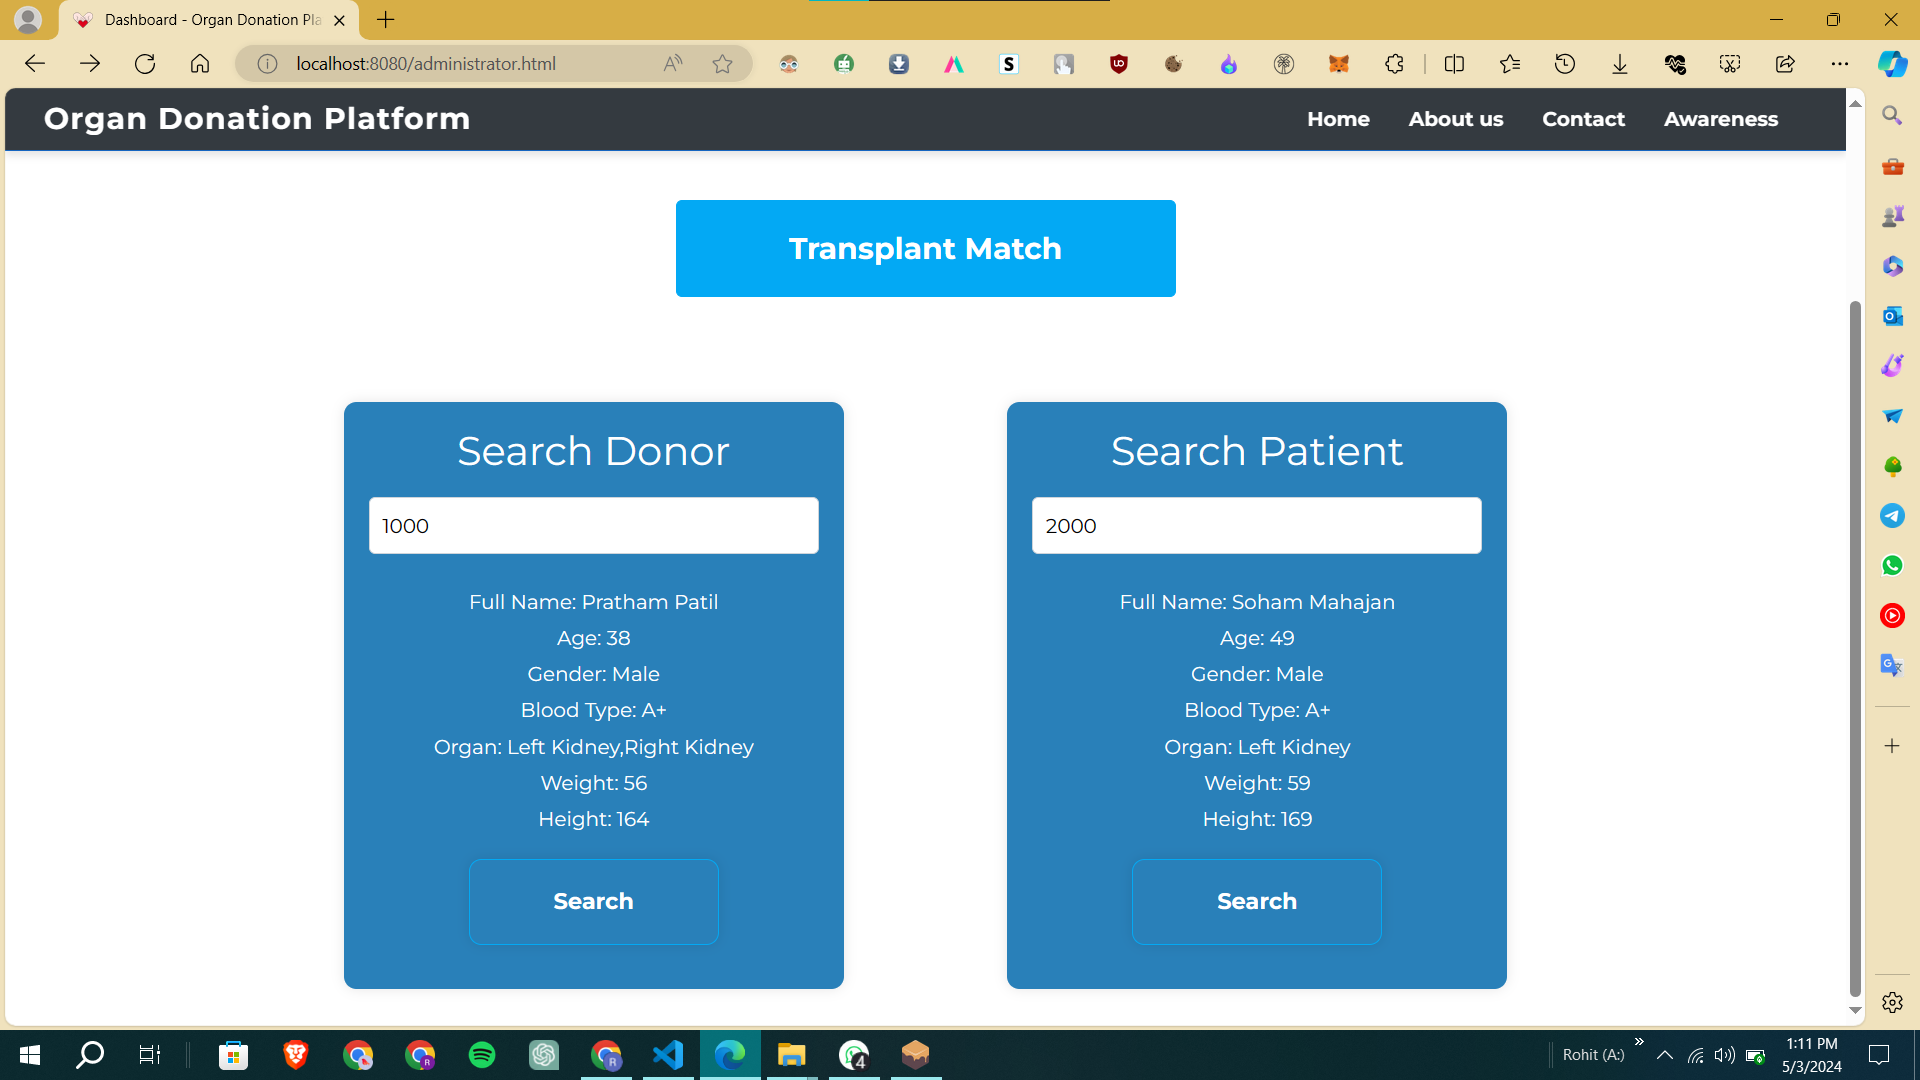 Dashboard - Organ Donation Pla
localhost:8080/administrator.html
Organ Donation Platform
Home About us Contact Awareness
Transplant Match
Search Donor
1000
Full Name: Pratham Patil
Age: 38
Gender: Male
Blood Type: A+
Organ: Left Kidney,Right Kidney
Weight: 56
Height: 164
Search
Search Patient
2000
Full Name: Soham Mahajan
Age: 49
Gender: Male
Blood Type: A+
Organ: Left Kidney
Weight: 59
Height: 169
Search
Rohit (A:)
4
1:11 PM
5/3/2024